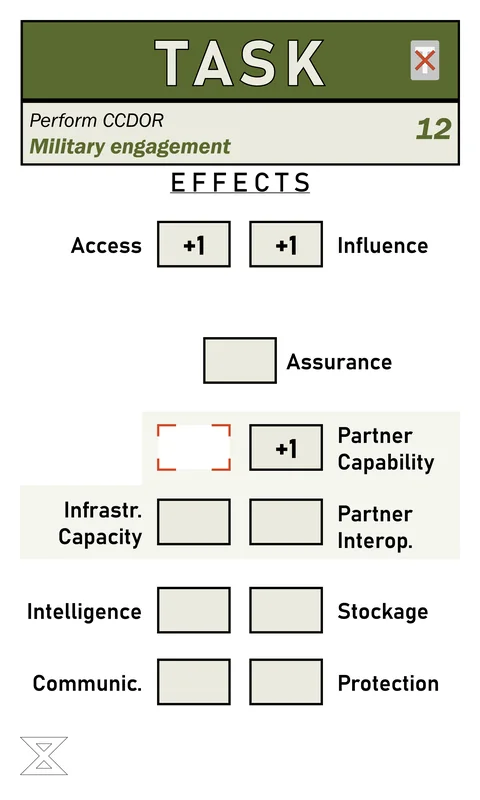 TASK
T
Perform CCDOR
12
Military engagement
EFFECTS
Access +1 +1 Influence
Assurance
+1 Partner
Capability
Infrastr.
Capacity
Partner
Interop.
Intelligence Stockage
Communic. Protection